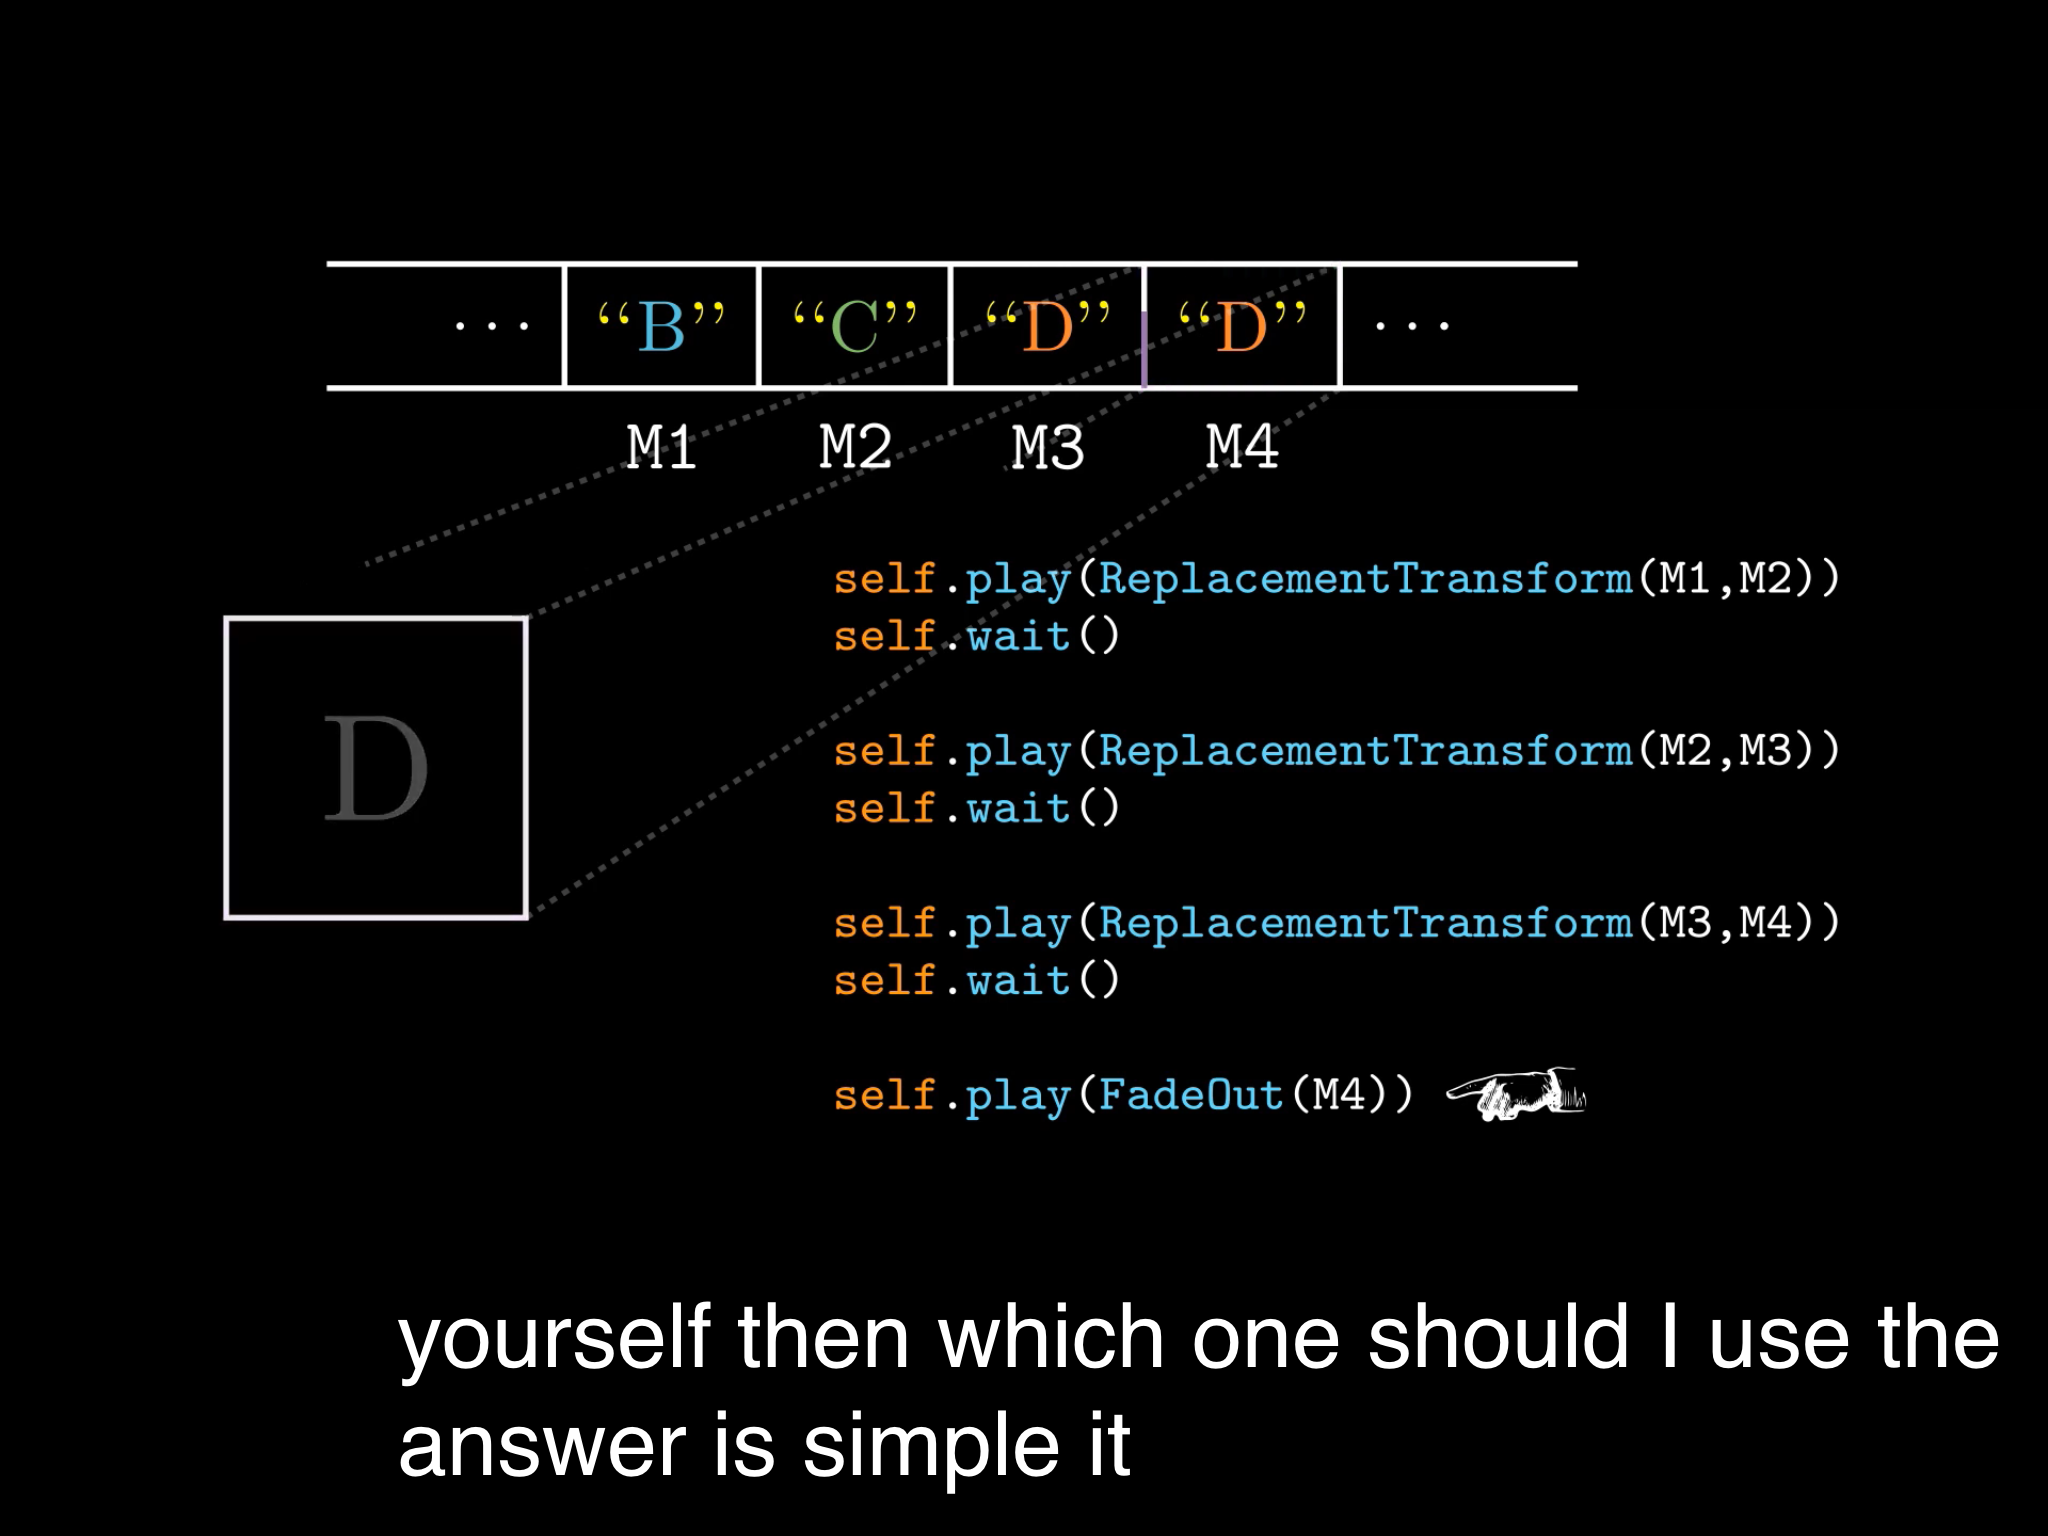 ... “B” “C” “D” “D” ...
M1 M2 M3 M4
self.play(ReplacementTransform(M1,M2))
self.wait()
self.play(ReplacementTransform(M2,M3))
self.wait()
D
self.play(ReplacementTransform(M3,M4))
self.wait()
self.play(FadeOut(M4))
yourself then which one should I use the
answer is simple it